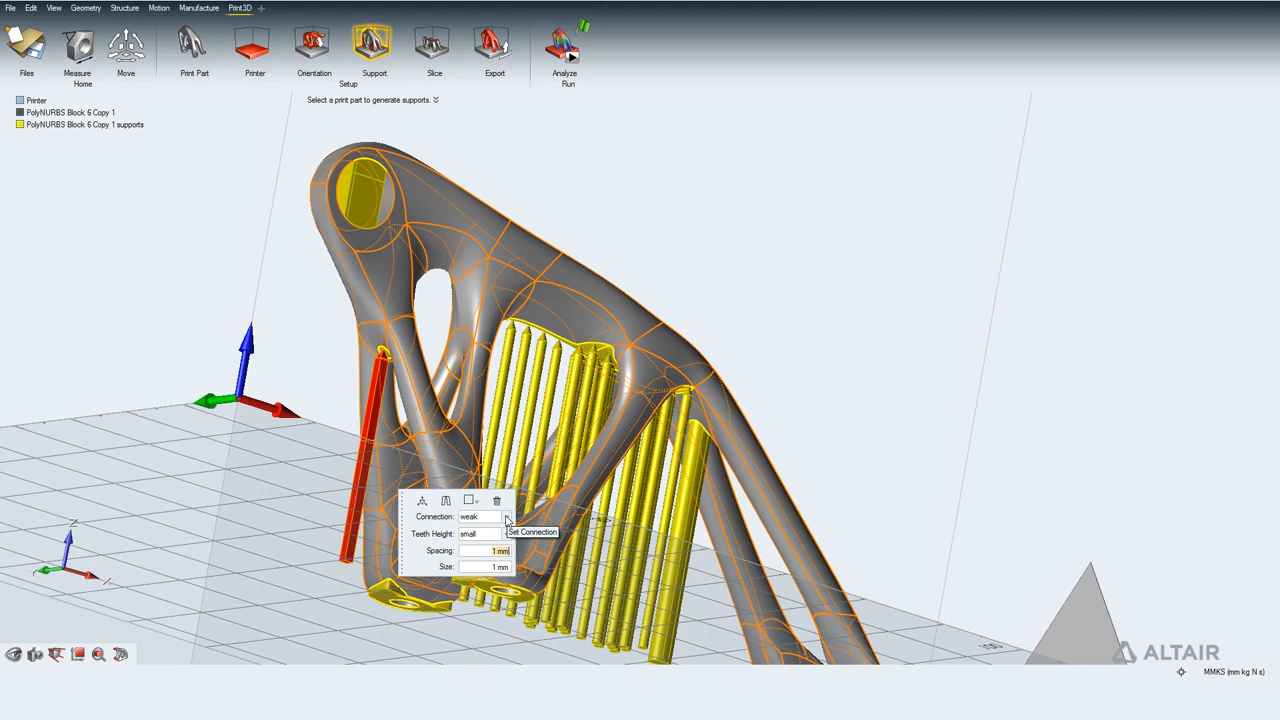 File Edit View Geometry Structure Motion Manufacture Print3D +
Files Measure Move Print Part Printer Orientation Support Slice Export Analyze
Home Setup Run
Printer
Select a print part to generate supports.
PolyNURBS Block 6 Copy 1
PolyNURBS Block 6 Copy 1 supports
Connection: weak
Set Connection
Teeth Height: small
Spacing: 1 mm
Size: 1 mm
Z
ALTAIR
MMKS (mm kg N s)